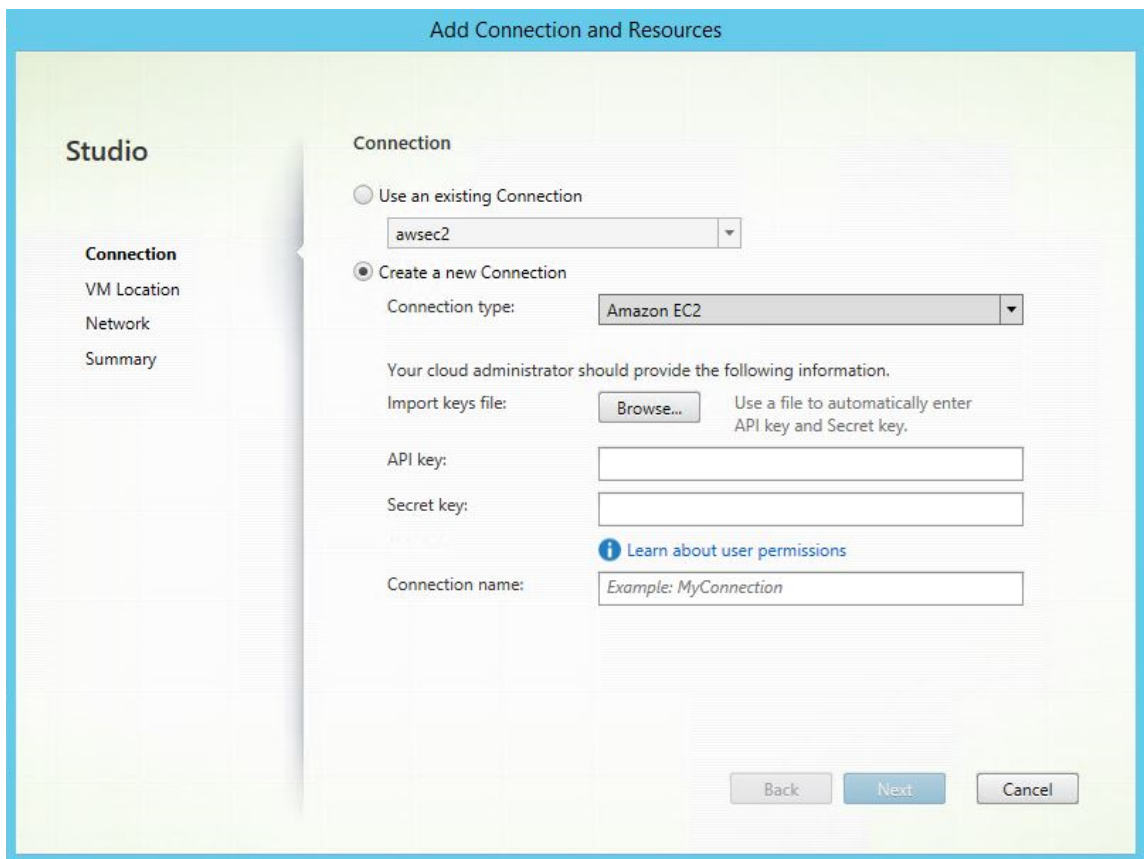 Add Connection and Resources
Studio
Connection
VM Location
Network
Summary
Connection
Use an existing Connection
awsec2
Create a new Connection
Connection type:
Amazon EC2
Your cloud administrator should provide the following information.
Import keys file:
Browse...
Use a file to automatically enter
API key and Secret key.
API key:
Secret key:
Learn about user permissions
Connection name:
Example: MyConnection
Back
Next
Cancel